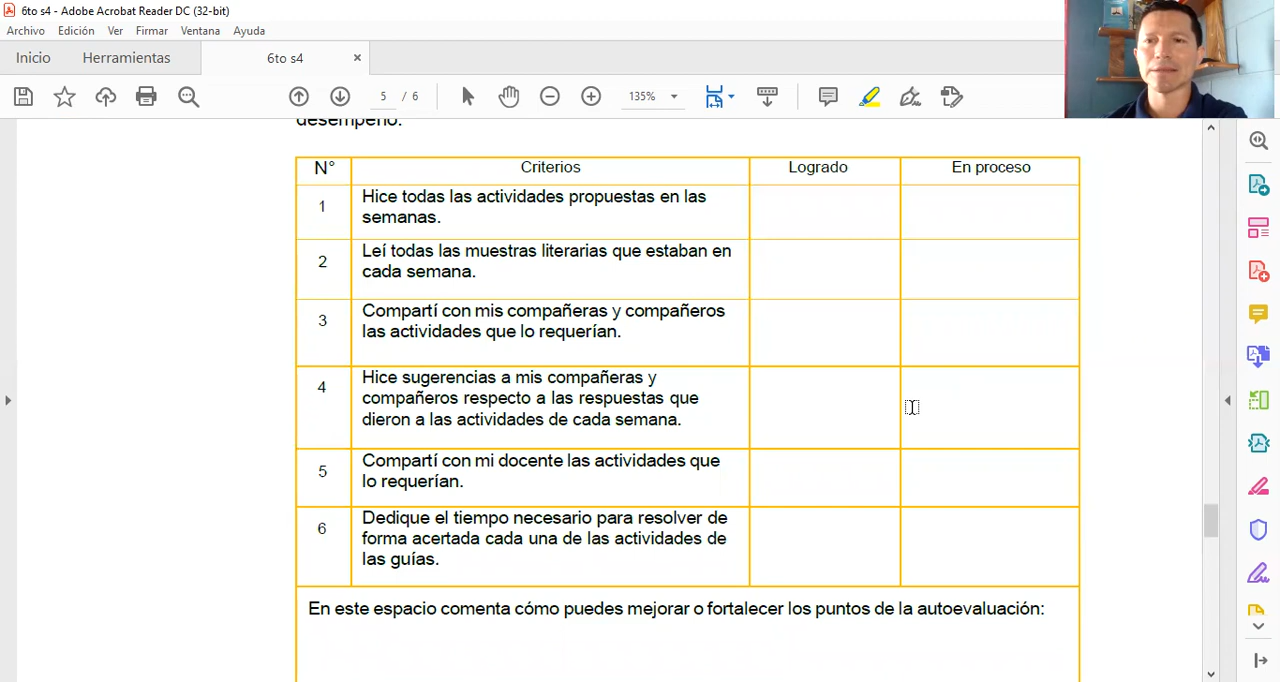 6to s4 - Adobe Acrobat Reader DC (32-bit)
Archivo Edición Ver Firmar Ventana Ayuda
Inicio Herramientas 6to s4 ×
5 / 6 135%
desempeño.
N° Criterios Logrado En proceso
1 Hice todas las actividades propuestas en las
semanas.
2 Leí todas las muestras literarias que estaban en
cada semana.
3 Compartí con mis compañeras y compañeros
las actividades que lo requerían.
4 Hice sugerencias a mis compañeras y
compañeros respecto a las respuestas que
dieron a las actividades de cada semana.
5 Compartí con mi docente las actividades que
lo requerían.
6 Dedique el tiempo necesario para resolver de
forma acertada cada una de las actividades de
las guías.
En este espacio comenta cómo puedes mejorar o fortalecer los puntos de la autoevaluación: